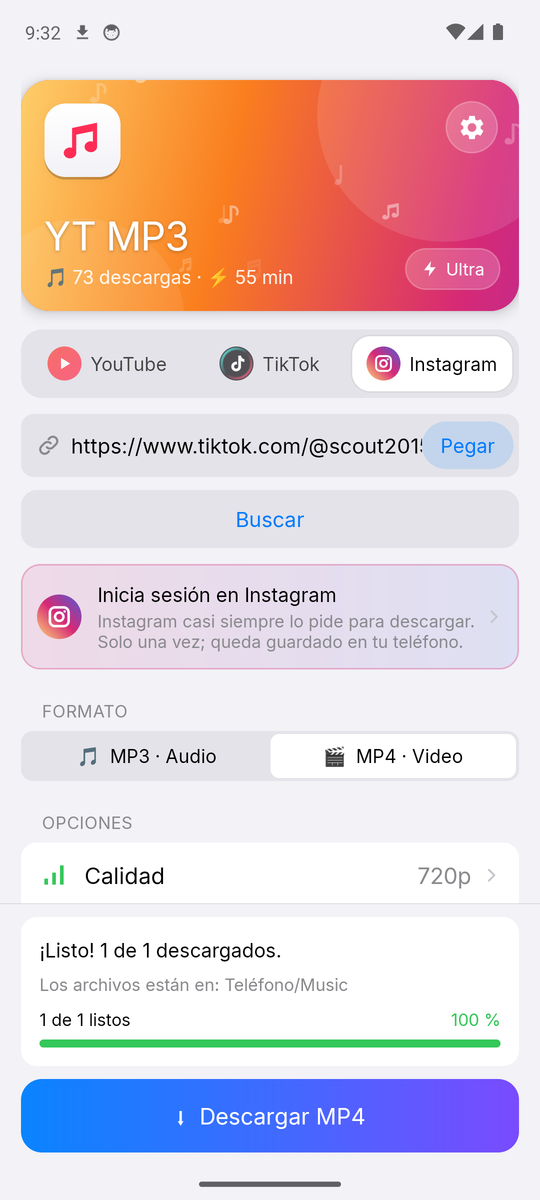 9:32
YT MP3
🎵 73 descargas · ⚡ 55 min
Ultra
YouTube
TikTok
Instagram
https://www.tiktok.com/@scout2015
Pegar
Buscar
Inicia sesión en Instagram
Instagram casi siempre lo pide para descargar.
Solo una vez; queda guardado en tu teléfono.
FORMATO
🎵 MP3 · Audio
🎬 MP4 · Video
OPCIONES
Calidad
720p
¡Listo! 1 de 1 descargados.
Los archivos están en: Teléfono/Music
1 de 1 listos
100 %
↓ Descargar MP4